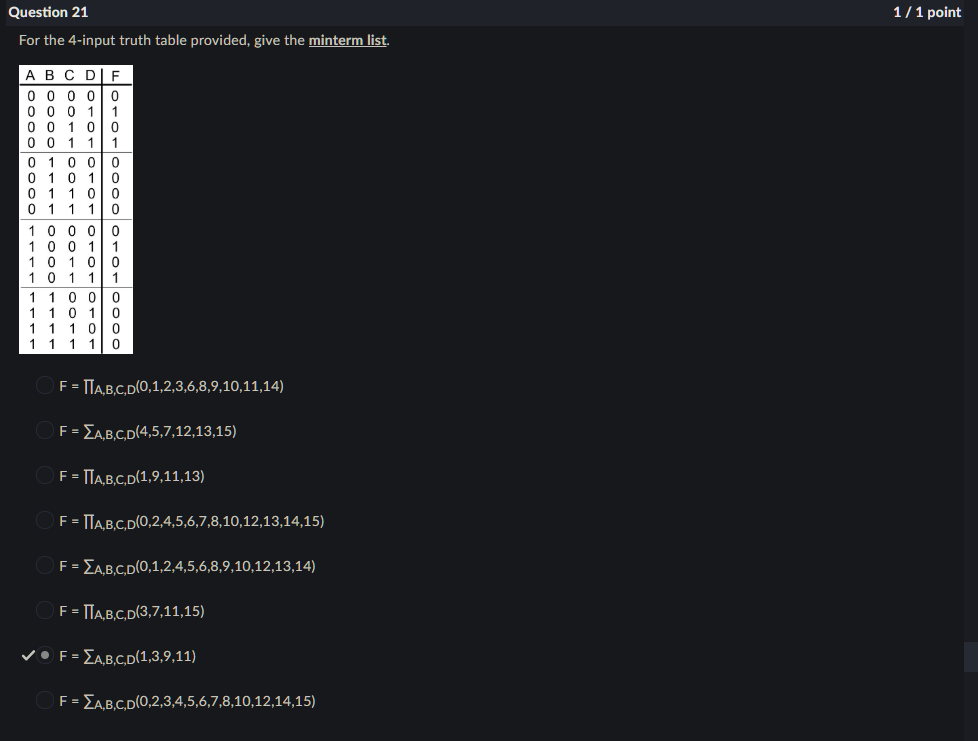 Question 21 1 / 1 point
For the 4-input truth table provided, give the minterm list.
A B C D F
0 0 0 0 0
0 0 0 1 1
0 0 1 0 0
0 0 1 1 1
0 1 0 0 0
0 1 0 1 0
0 1 1 0 0
0 1 1 1 0
1 0 0 0 0
1 0 0 1 1
1 0 1 0 0
1 0 1 1 1
1 1 0 0 0
1 1 0 1 0
1 1 1 0 0
1 1 1 1 0
F = ∏A,B,C,D(0,1,2,3,6,8,9,10,11,14)
F = ∑A,B,C,D(4,5,7,12,13,15)
F = ∏A,B,C,D(1,9,11,13)
F = ∏A,B,C,D(0,2,4,5,6,7,8,10,12,13,14,15)
F = ∑A,B,C,D(0,1,2,4,5,6,8,9,10,12,13,14)
F = ∏A,B,C,D(3,7,11,15)
F = ∑A,B,C,D(1,3,9,11)
F = ∑A,B,C,D(0,2,3,4,5,6,7,8,10,12,14,15)